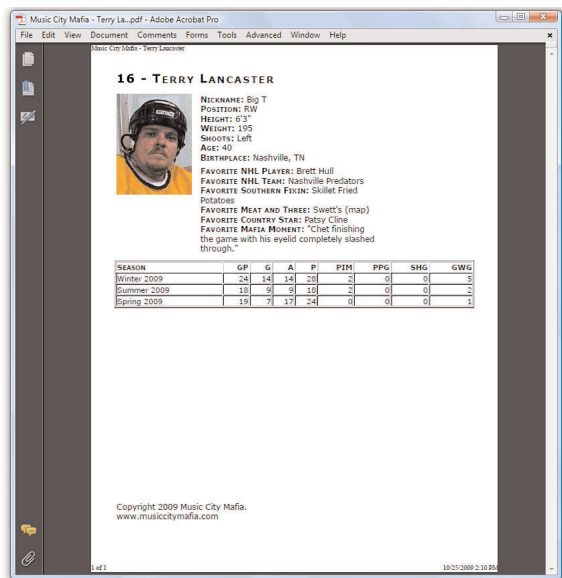 Music City Mafia - Terry La...pdf - Adobe Acrobat Pro
File Edit View Document Comments Forms Tools Advanced Window Help
Music City Mafia - Terry Lancaster
16 - TERRY LANCASTER
NICKNAME: Big T
POSITION: RW
HEIGHT: 6'3"
WEIGHT: 195
SHOOTS: Left
AGE: 40
BIRTHPLACE: Nashville, TN
FAVORITE NHL PLAYER: Brett Hull
FAVORITE NHL TEAM: Nashville Predators
FAVORITE SOUTHERN FIXIN: Skillet Fried
Potatoes
FAVORITE MEAT AND THREE: Swett's (map)
FAVORITE COUNTRY STAR: Patsy Cline
FAVORITE MAFIA MOMENT: "Chet finishing
the game with his eyelid completely slashed
through."
SEASON GP G A P PIM PPG SHG GWG
Winter 2009 24 14 14 28 2 0 0 5
Summer 2009 18 9 9 18 2 0 0 2
Spring 2009 19 7 17 24 0 0 0 1
Copyright 2009 Music City Mafia.
www.musiccitymafia.com
1 of 1 10/25/2009 2:10 PM